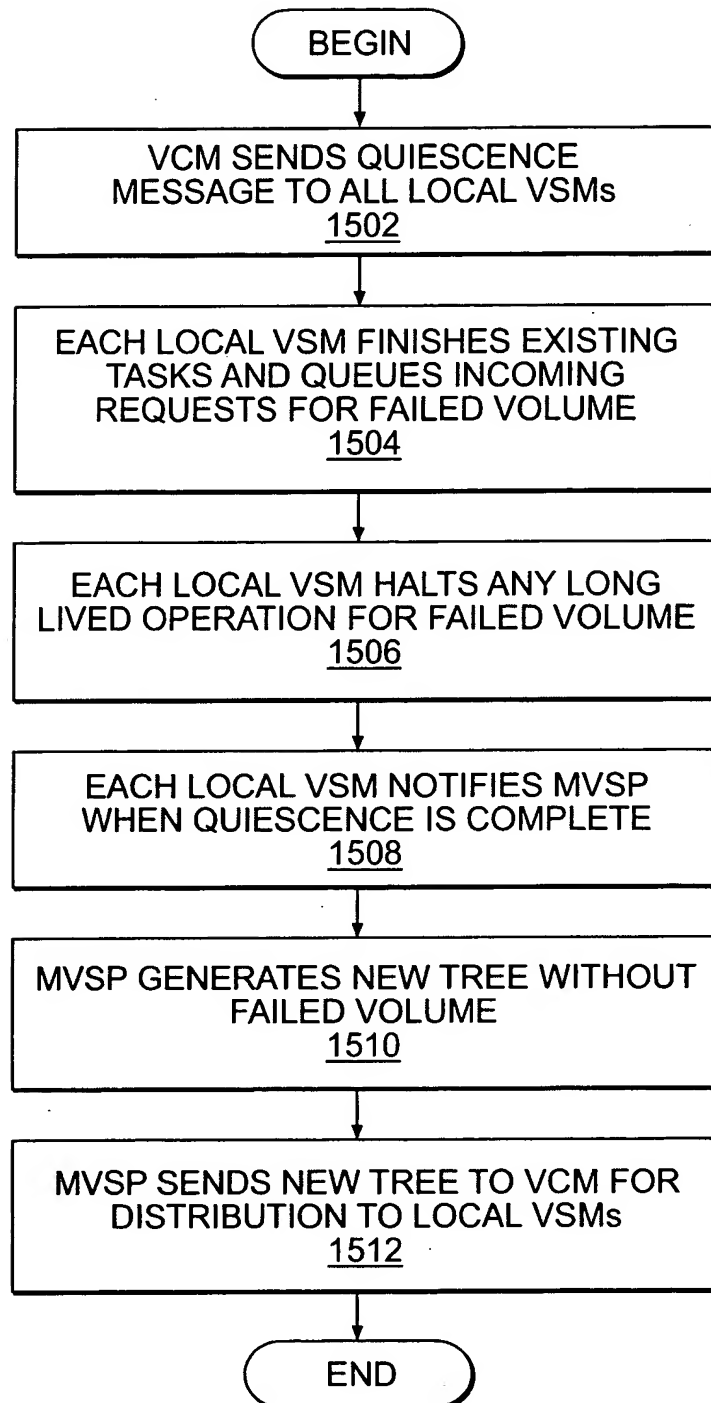 BEGIN
VCM SENDS QUIESCENCE
MESSAGE TO ALL LOCAL VSMs
1502
EACH LOCAL VSM FINISHES EXISTING
TASKS AND QUEUES INCOMING
REQUESTS FOR FAILED VOLUME
1504
EACH LOCAL VSM HALTS ANY LONG
LIVED OPERATION FOR FAILED VOLUME
1506
EACH LOCAL VSM NOTIFIES MVSP
WHEN QUIESCENCE IS COMPLETE
1508
MVSP GENERATES NEW TREE WITHOUT
FAILED VOLUME
1510
MVSP SENDS NEW TREE TO VCM FOR
DISTRIBUTION TO LOCAL VSMs
1512
END